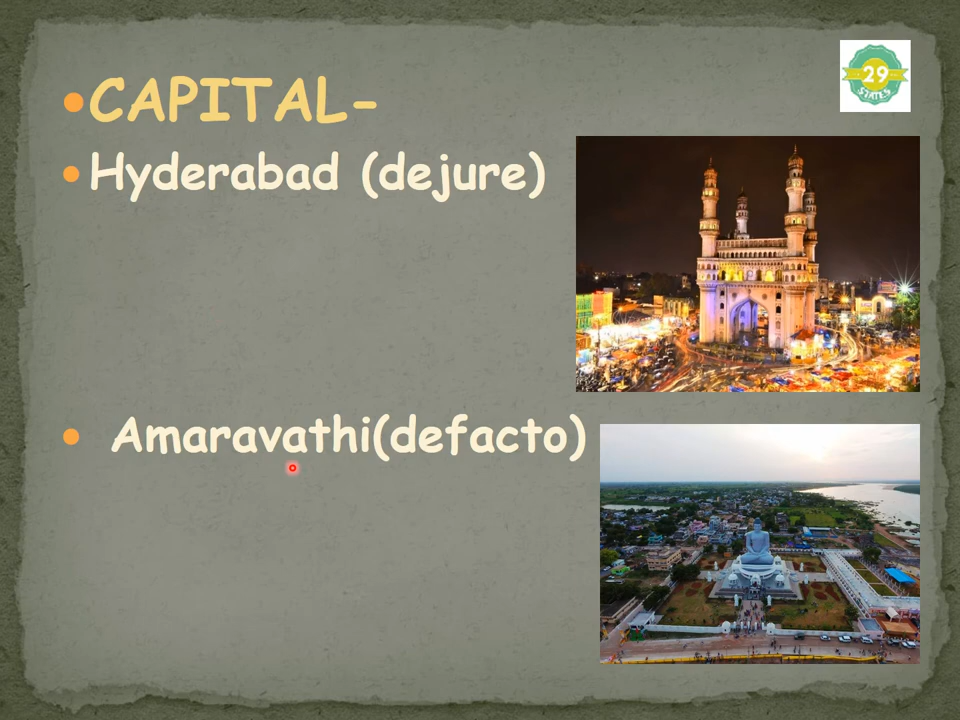 CAPITAL-
Hyderabad (dejure)
Amaravathi(defacto)
29
STATES